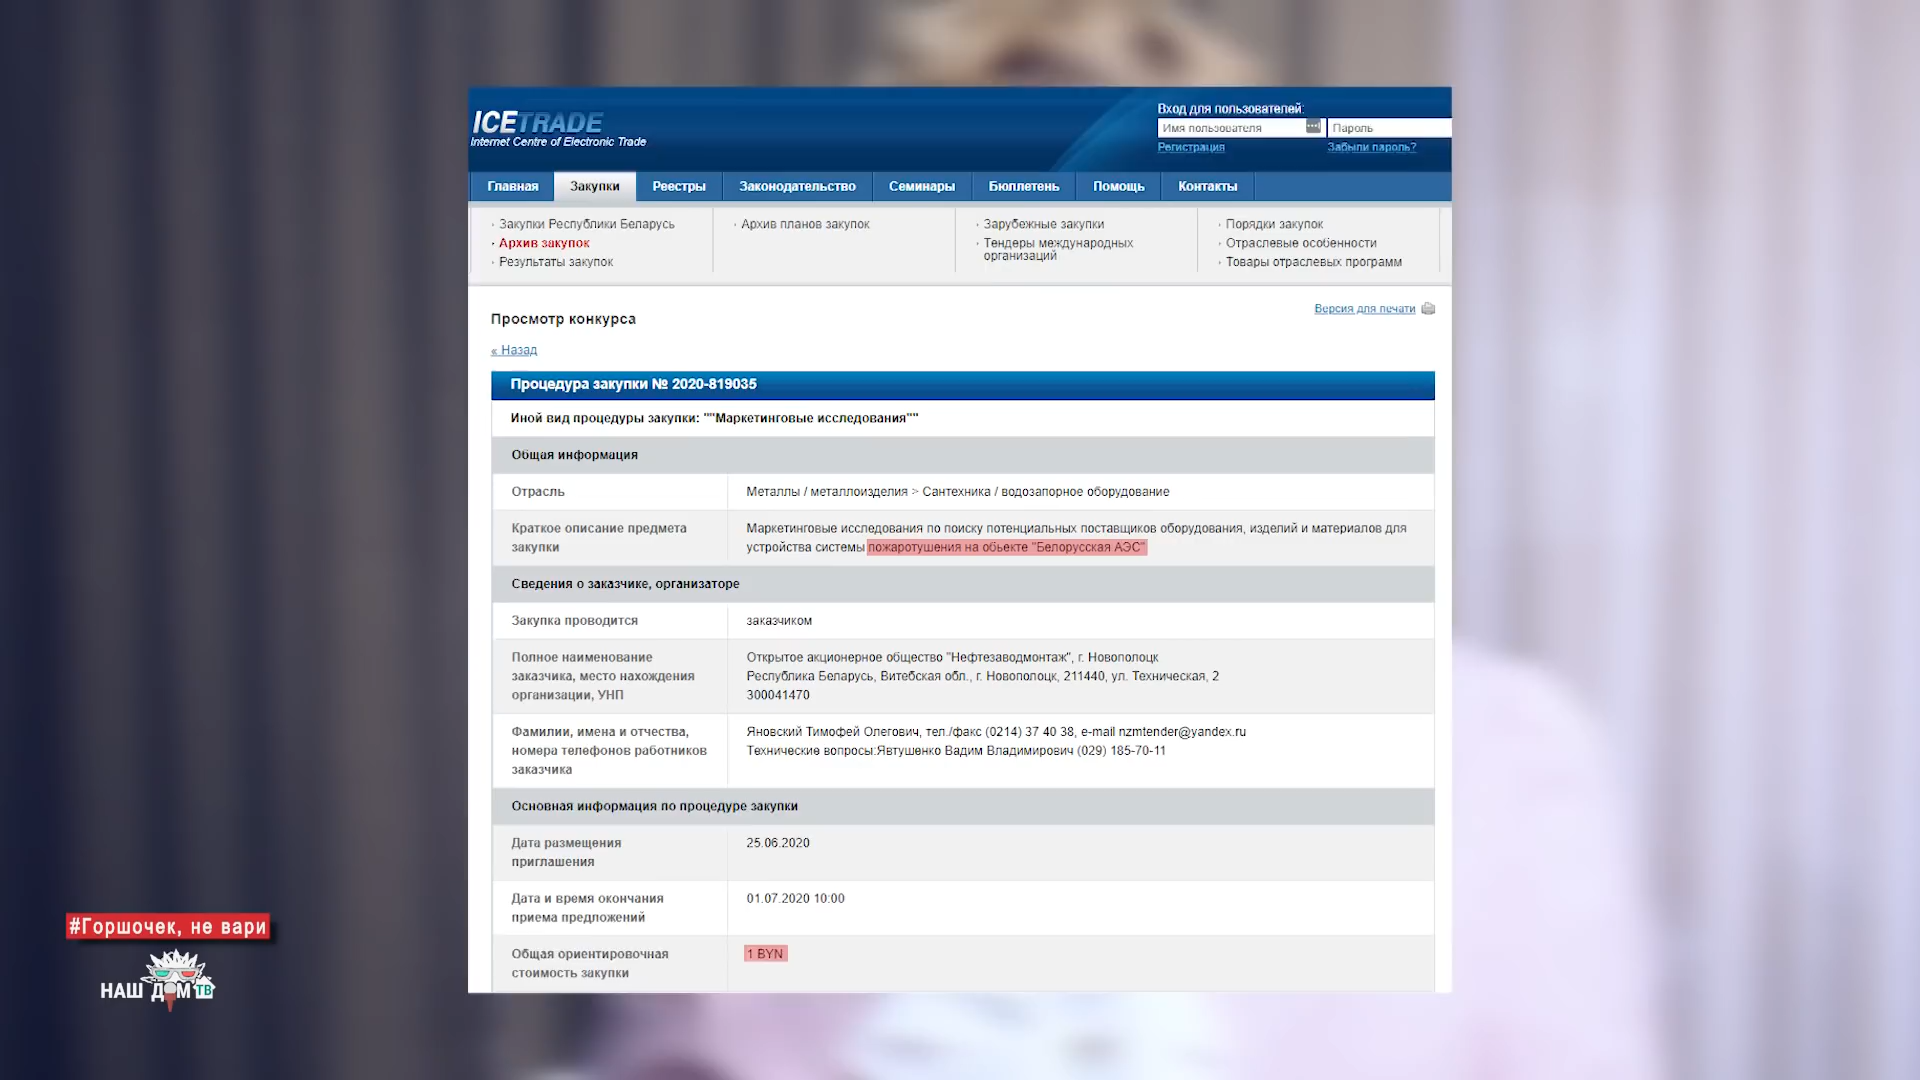 ICETRADE
Internet Centre of Electronic Trade
Вход для пользователей:
Имя пользователя
Пароль
Регистрация
Забыли пароль?
Главная
Закупки
Реестры
Законодательство
Семинары
Бюллетень
Помощь
Контакты
Закупки Республики Беларусь
Архив закупок
Результаты закупок
Архив планов закупок
Зарубежные закупки
Тендеры международных
организаций
Порядки закупок
Отраслевые особенности
Товары отраслевых программ
Версия для печати
Просмотр конкурса
« Назад
Процедура закупки № 2020-819035
Иной вид процедуры закупки: ""Маркетинговые исследования""
Общая информация
Отрасль
Металлы / металлоизделия > Сантехника / водозапорное оборудование
Краткое описание предмета
закупки
Маркетинговые исследования по поиску потенциальных поставщиков оборудования, изделий и материалов для
устройства системы пожаротушения на обьекте "Белорусская АЭС"
Сведения о заказчике, организаторе
Закупка проводится
заказчиком
Полное наименование
заказчика, место нахождения
организации, УНП
Открытое акционерное общество "Нефтезаводмонтаж", г. Новополоцк
Республика Беларусь, Витебская обл., г. Новополоцк, 211440, ул. Техническая, 2
300041470
Фамилии, имена и отчества,
номера телефонов работников
заказчика
Яновский Тимофей Олегович, тел./факс (0214) 37 40 38, e-mail nzmtender@yandex.ru
Технические вопросы:Явтушенко Вадим Владимирович (029) 185-70-11
Основная информация по процедуре закупки
Дата размещения
приглашения
25.06.2020
Дата и время окончания
приема предложений
01.07.2020 10:00
Общая ориентировочная
стоимость закупки
1 BYN
#Горшочек, не вари
НАШ ДОМ ТВ